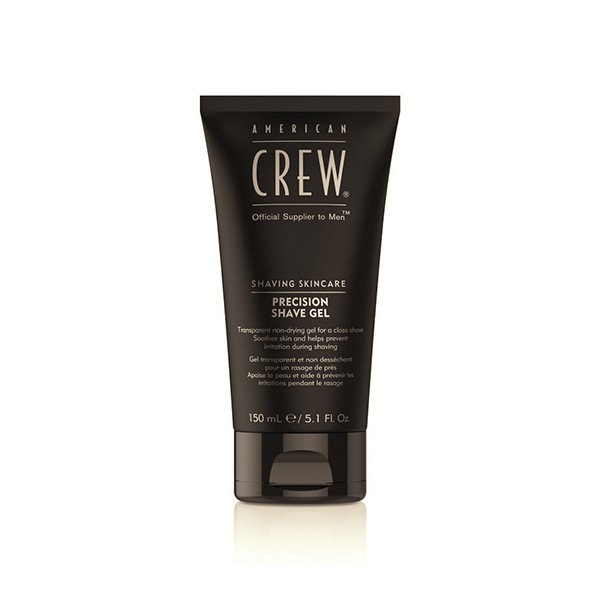 AMERICAN
CREW®
Official Supplier to Men™
SHAVING SKINCARE
PRECISION
SHAVE GEL
Transparent non-drying gel for a close shave
Soothes skin and helps prevent
irritation during shaving
Gel transparent et non desséchant
pour un rasage de près
Apaise la peau et aide à prévenir les
irritations pendant le rasage
150 mL ℮/5.1 Fl. Oz.